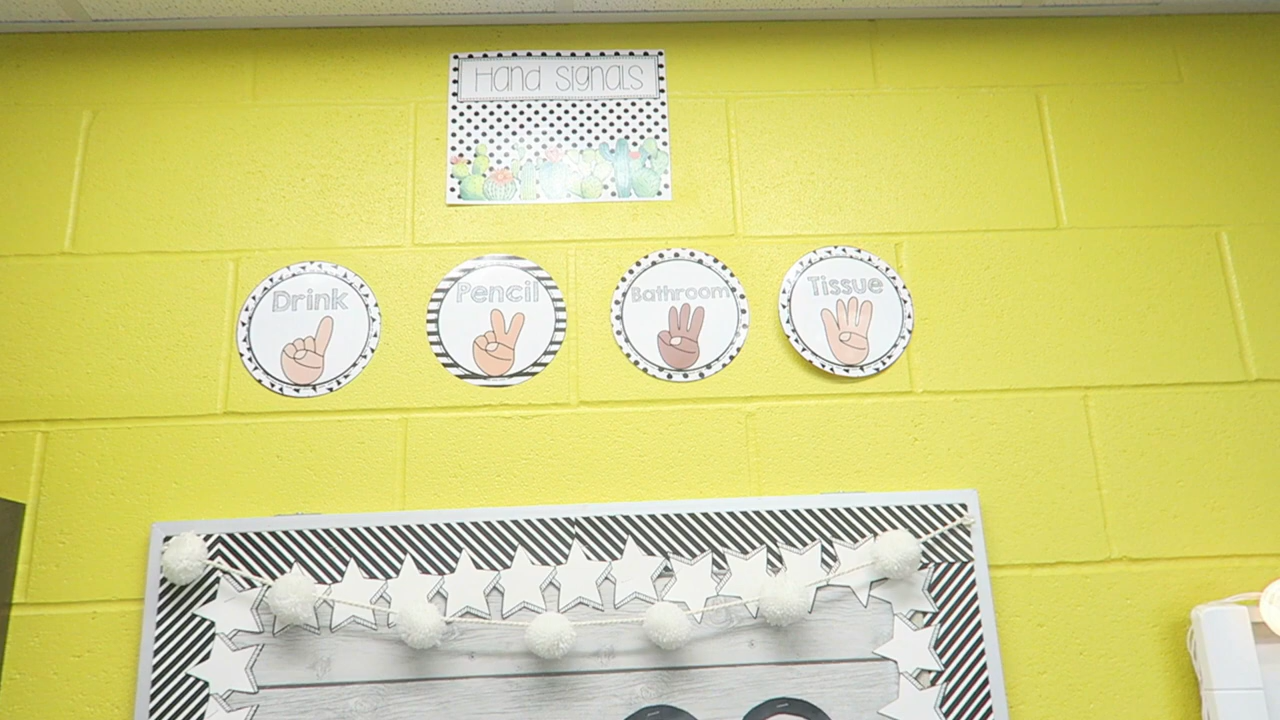 Hand signals
Drink
Pencil
Bathroom
Tissue